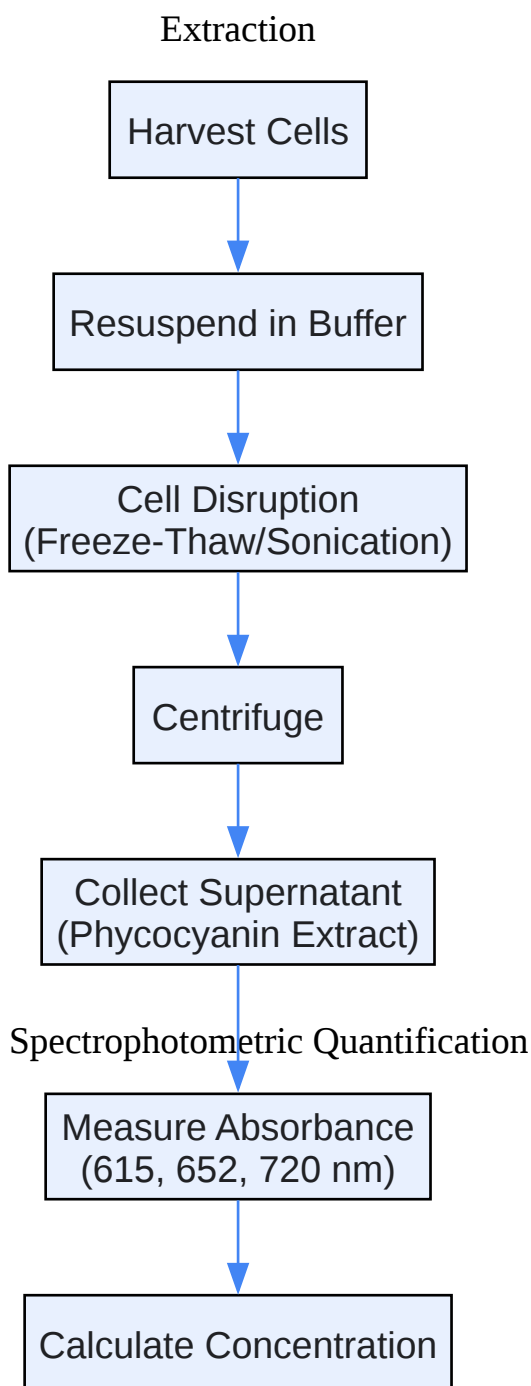 Extraction
Harvest Cells
Resuspend in Buffer
Cell Disruption
(Freeze-Thaw/Sonication)
Centrifuge
Collect Supernatant
(Phycocyanin Extract)
Spectrophotometric Quantification
Measure Absorbance
(615, 652, 720 nm)
Calculate Concentration